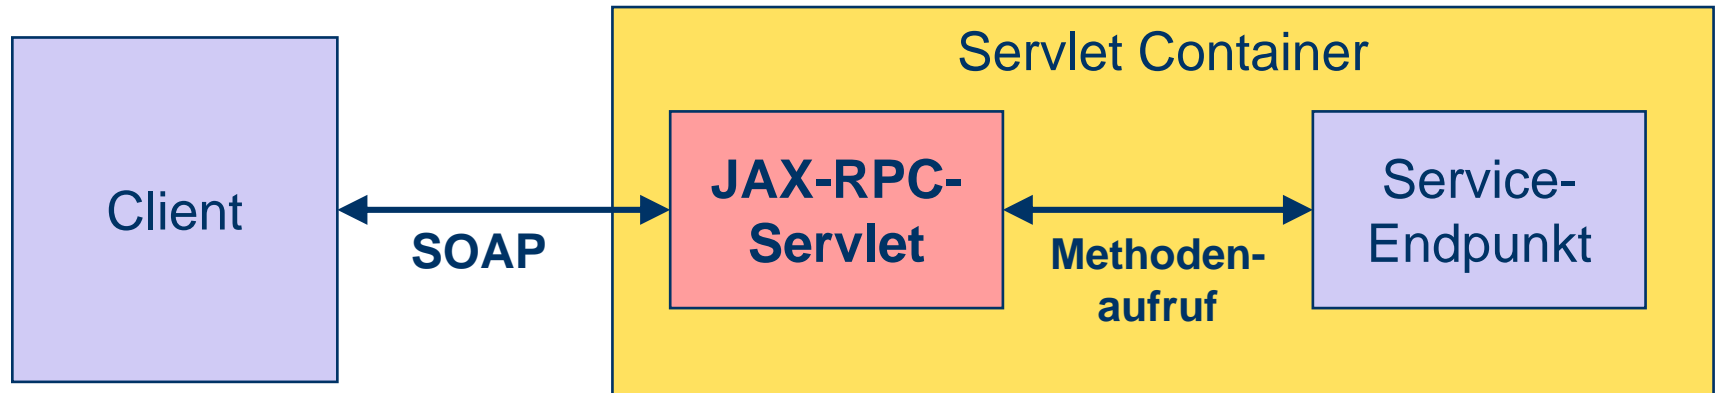 Servlet Container
Client
SOAP
JAX-RPC-
Servlet
Methoden-
aufruf
Service-
Endpunkt